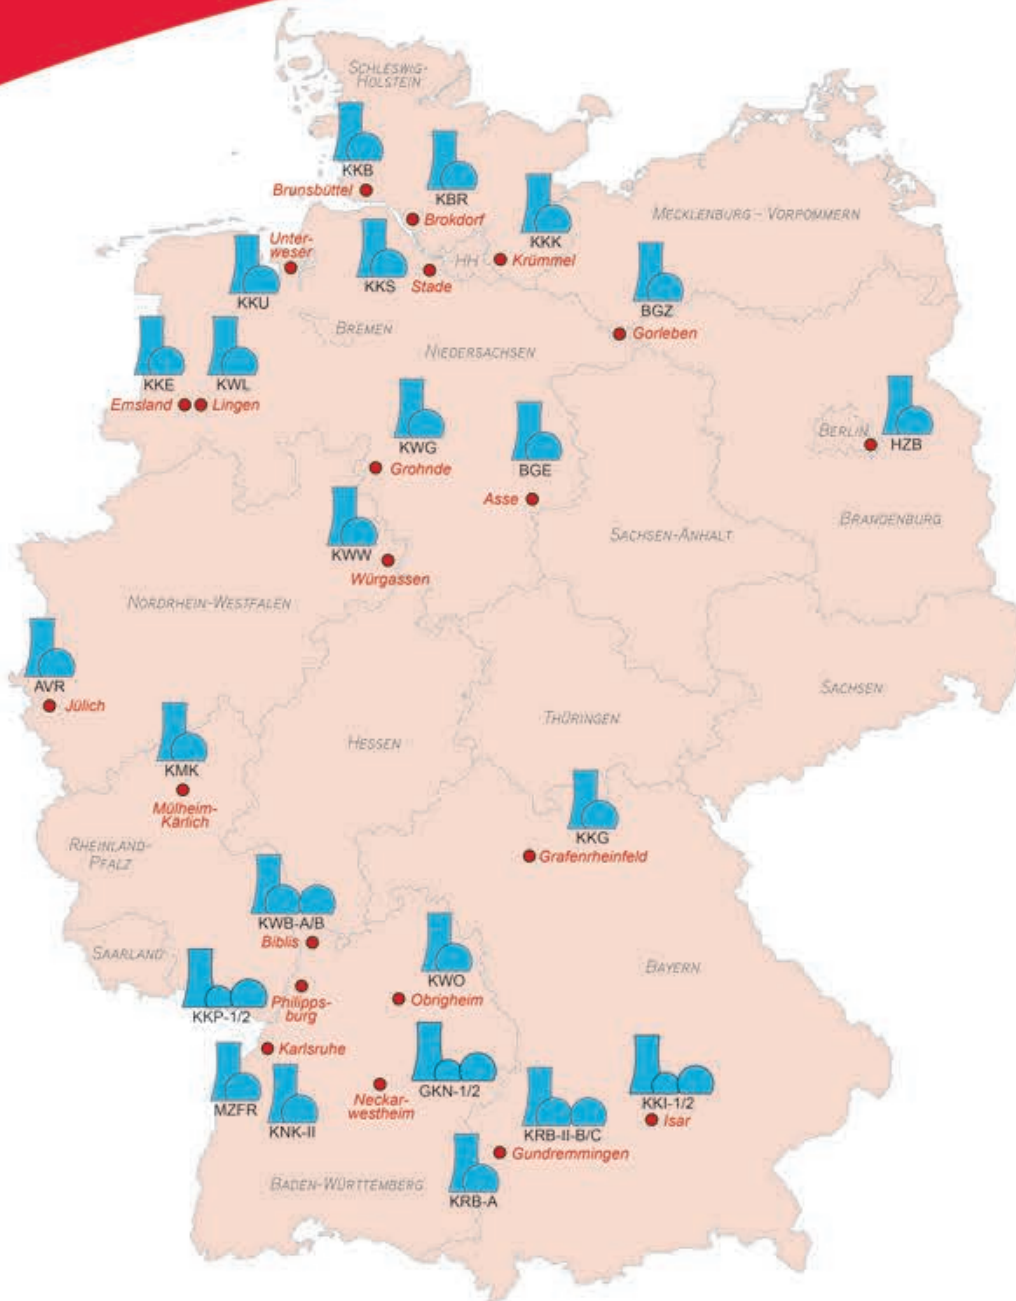 SCHLESWIG-
HOLSTEIN
KKB
Brunsbüttel
KBR
Brokdorf
KKK
Krümmel
MECKLENBURG - VORPOMMERN
Unter-
weser
KKU
KKS
Stade
HH
BGZ
Gorleben
BREMEN
NIEDERSACHSEN
KKE
KWL
Emsland
Lingen
KWG
Grohnde
BGE
Asse
BERLIN
HZB
BRANDENBURG
SACHSEN-ANHALT
KWW
Würgassen
NORDRHEIN-WESTFALEN
AVR
Jülich
SACHSEN
THÜRINGEN
HESSEN
KMK
Mülheim-
Kärlich
KKG
Grafenrheinfeld
RHEINLAND-
PFALZ
KWB-A/B
Biblis
SAARLAND
KWO
Obrigheim
BAYERN
KKP-1/2
Philipps-
burg
Karlsruhe
MZFR
KNK-II
GKN-1/2
Neckar-
westheim
KKI-1/2
Isar
KRB-II-B/C
Gundremmingen
KRB-A
BADEN-WÜRTTEMBERG